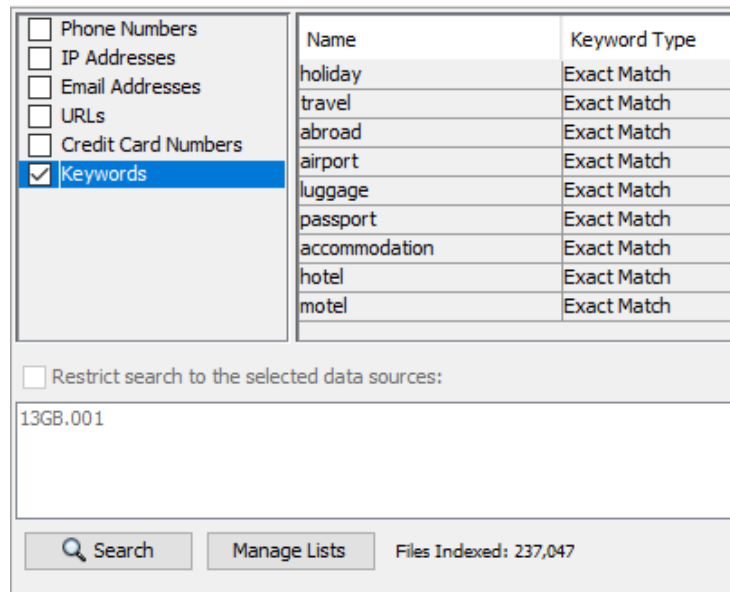 Phone Numbers
IP Addresses
Email Addresses
URLs
Credit Card Numbers
Keywords
Name Keyword Type
holiday Exact Match
travel Exact Match
abroad Exact Match
airport Exact Match
luggage Exact Match
passport Exact Match
accommodation Exact Match
hotel Exact Match
motel Exact Match
Restrict search to the selected data sources:
13GB.001
Search Manage Lists Files Indexed: 237,047